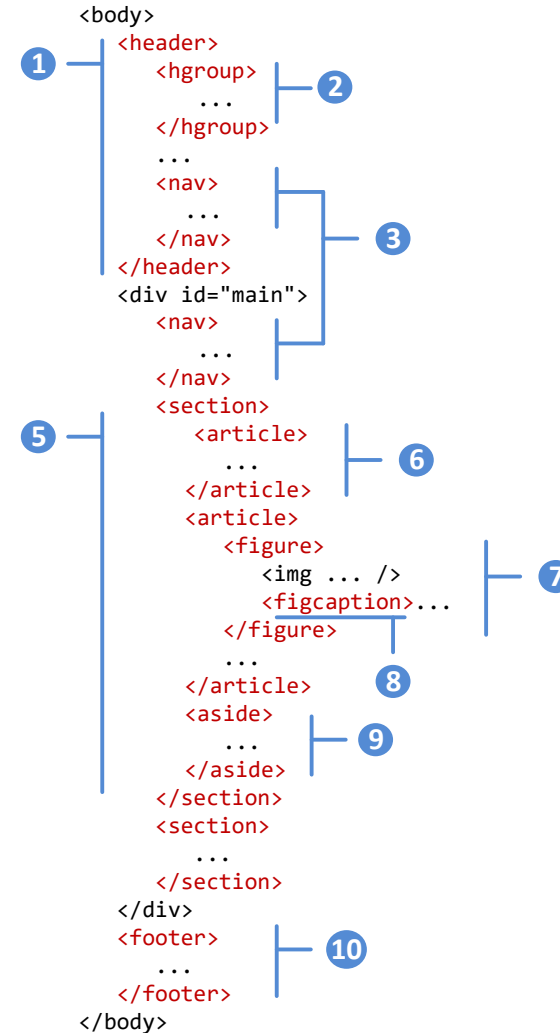 <body>
<header>
1
<hgroup>
2
...
</hgroup>
...
<nav>
...
3
</nav>
</header>
<div id="main">
<nav>
...
</nav>
<section>
5
<article>
6
...
</article>
<article>
<figure>
<img ... />
7
<figcaption>...
</figure>
...
8
</article>
<aside>
9
...
</aside>
</section>
<section>
...
</section>
</div>
<footer>
10
...
</footer>
</body>